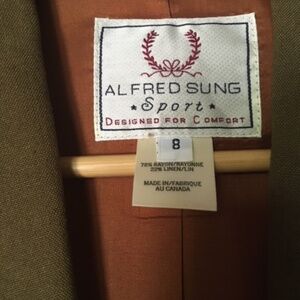 ALFRED SUNG
★ Sport ★
DESIGNED FOR COMFORT
8
78% RAYON/RAYONNE
22% LINEN/LIN
MADE IN/FABRIQUE
AU CANADA